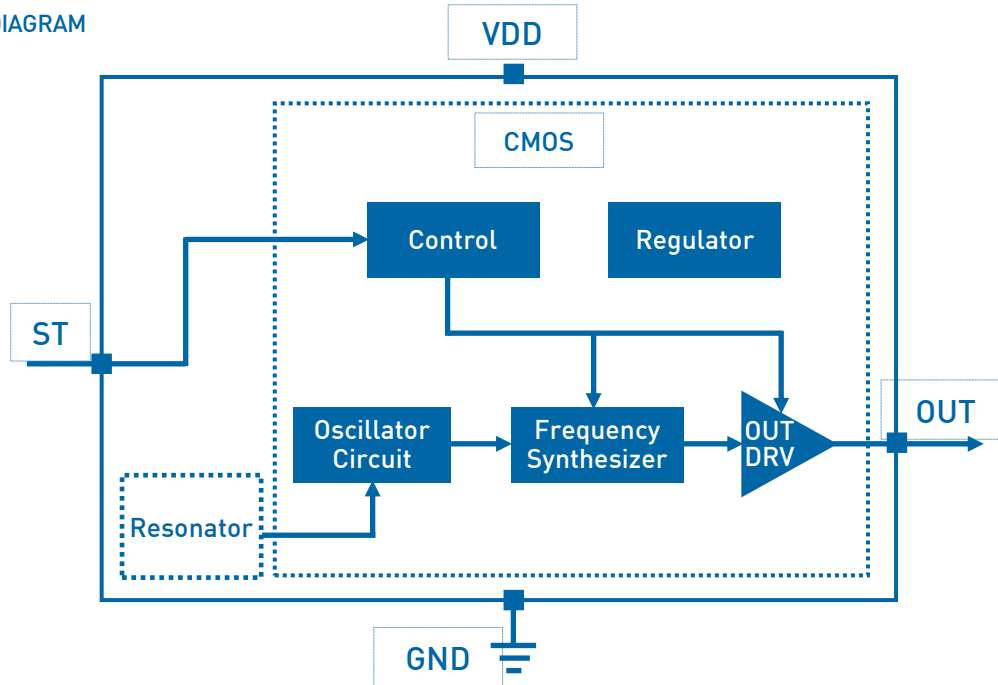 DIAGRAM
VDD
CMOS
Control
Regulator
ST
Oscillator
Circuit
Frequency
Synthesizer
OUT
DRV
OUT
Resonator
GND